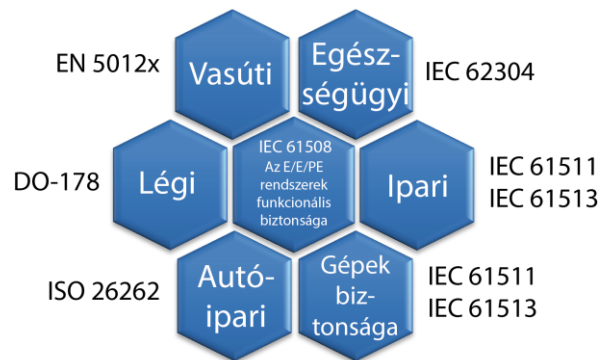 EN 5012x
Vasúti
Egész-
ségügyi
IEC 62304
DO-178
Légi
IEC 61508
Az E/E/PE
rendszerek
funkcionális
biztonsága
Ipari
IEC 61511
IEC 61513
ISO 26262
Autó-
ipari
Gépek
biz-
tonsága
IEC 61511
IEC 61513